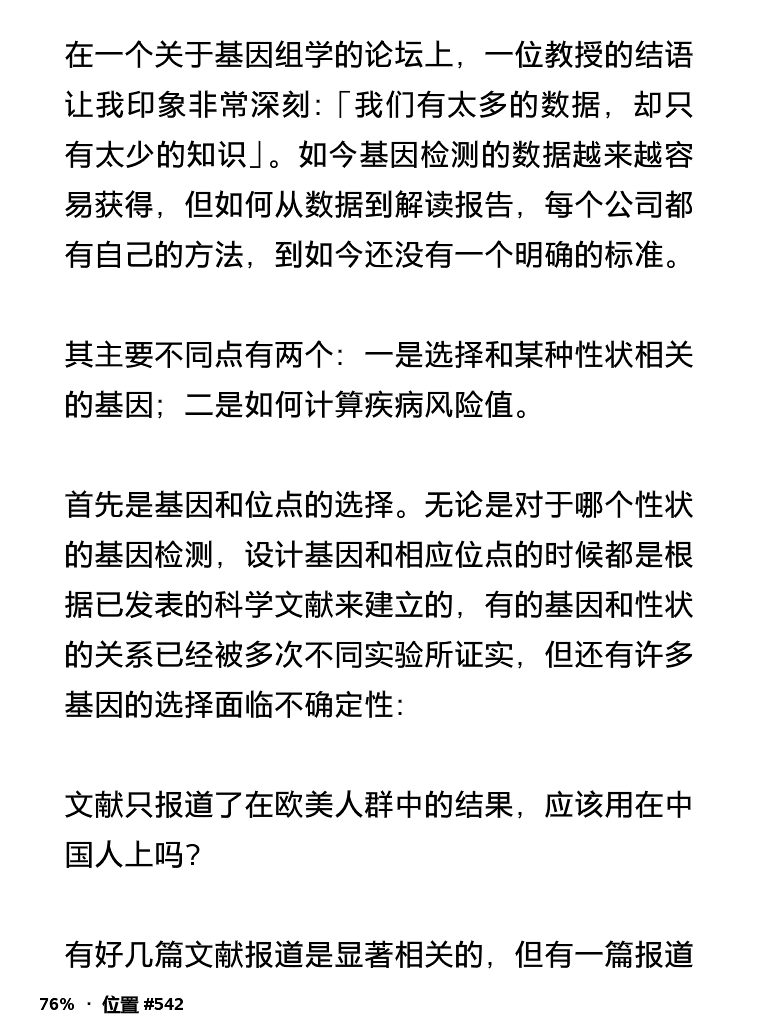 在一个关于基因组学的论坛上，一位教授的结语
让我印象非常深刻：「我们有太多的数据，却只
有太少的知识」。如今基因检测的数据越来越容
易获得，但如何从数据到解读报告，每个公司都
有自己的方法，到如今还没有一个明确的标准。
其主要不同点有两个：一是选择和某种性状相关
的基因；二是如何计算疾病风险值。
首先是基因和位点的选择。无论是对于哪个性状
的基因检测，设计基因和相应位点的时候都是根
据已发表的科学文献来建立的，有的基因和性状
的关系已经被多次不同实验所证实，但还有许多
基因的选择面临不确定性：
文献只报道了在欧美人群中的结果，应该用在中
国人上吗？
有好几篇文献报道是显著相关的，但有一篇报道
76% · 位置 #542